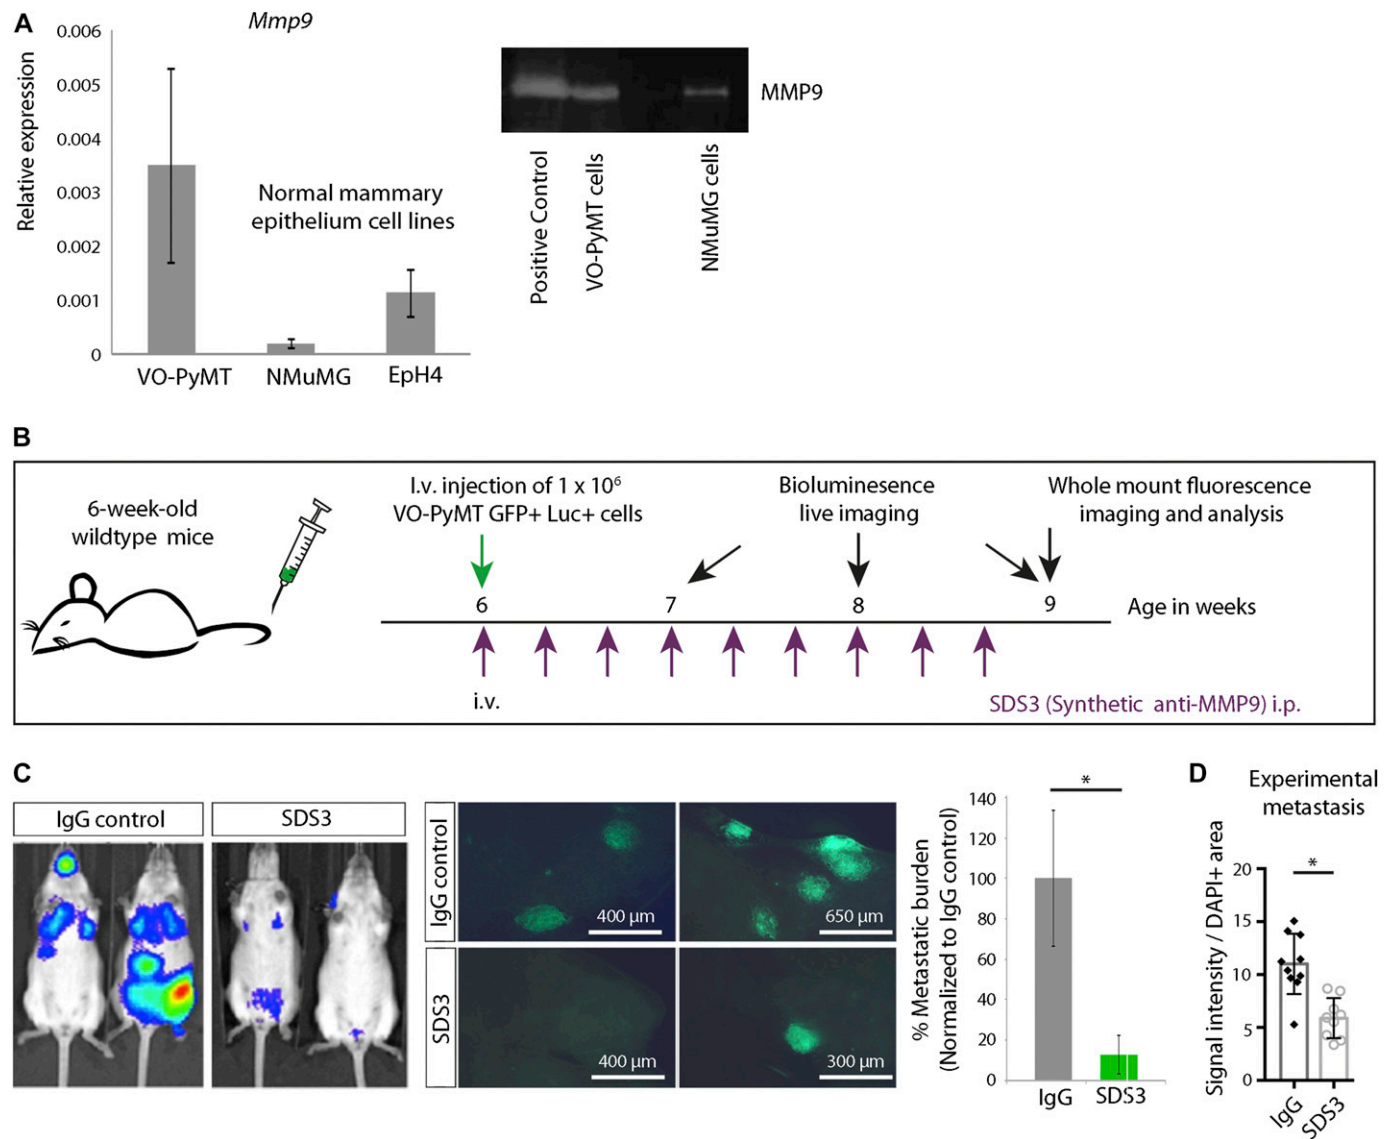 A
Mmp9
Relative expression
0.006
0.005
0.004
0.003
0.002
0.001
0
Normal mammary
epithelium cell lines
VO-PyMT
NMuMG
EpH4
MMP9
Positive Control
VO-PyMT cells
NMuMG cells
B
6-week-old
wildtype mice
I.v. injection of 1 x 10⁶
VO-PyMT GFP+ Luc+ cells
Bioluminesence
live imaging
Whole mount fluorescence
imaging and analysis
6
7
8
9
Age in weeks
i.v.
SDS3 (Synthetic anti-MMP9) i.p.
C
IgG control
SDS3
IgG control
400 µm
650 µm
SDS3
400 µm
300 µm
% Metastatic burden
(Normalized to IgG control)
140
120
100
80
60
40
20
0
*
IgG
SDS3
D
Experimental
metastasis
Signal intensity / DAPI+ area
20
15
10
5
0
*
IgG
SDS3